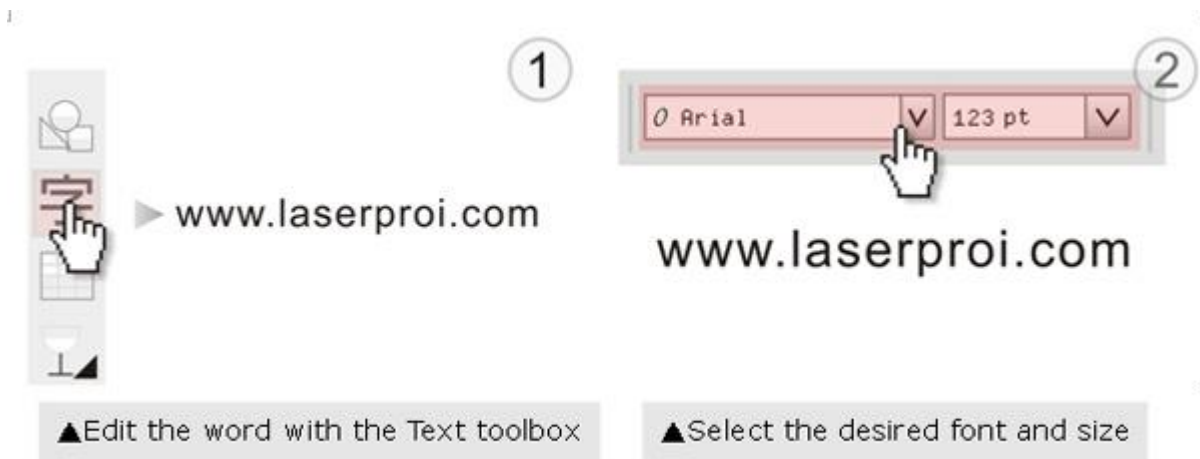 1
字
www.laserproi.com
▲Edit the word with the Text toolbox
2
O Arial
123 pt
www.laserproi.com
▲Select the desired font and size